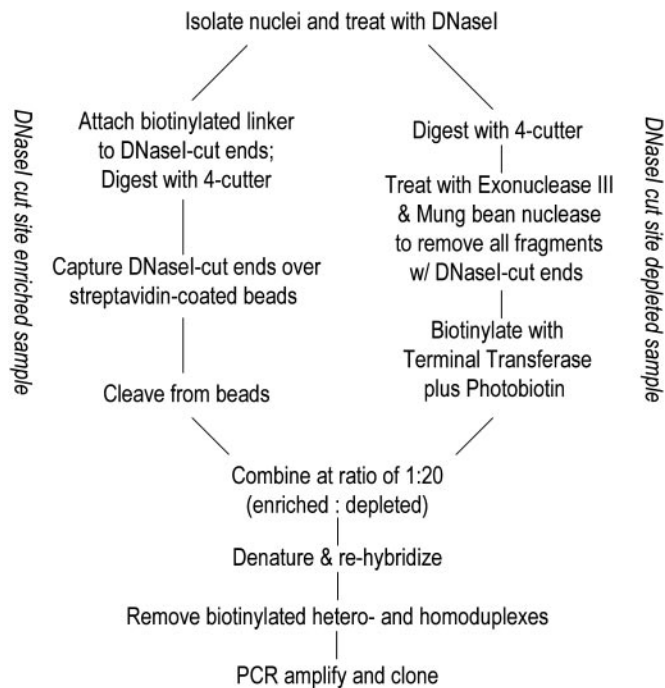 Isolate nuclei and treat with DNaseI
DNaseI cut site enriched sample
Attach biotinylated linker
to DNaseI-cut ends;
Digest with 4-cutter
Capture DNaseI-cut ends over
streptavidin-coated beads
Cleave from beads
Digest with 4-cutter
Treat with Exonuclease III
& Mung bean nuclease
to remove all fragments
w/ DNaseI-cut ends
Biotinylate with
Terminal Transferase
plus Photobiotin
DNaseI cut site depleted sample
Combine at ratio of 1:20
(enriched : depleted)
Denature & re-hybridize
Remove biotinylated hetero- and homoduplexes
PCR amplify and clone